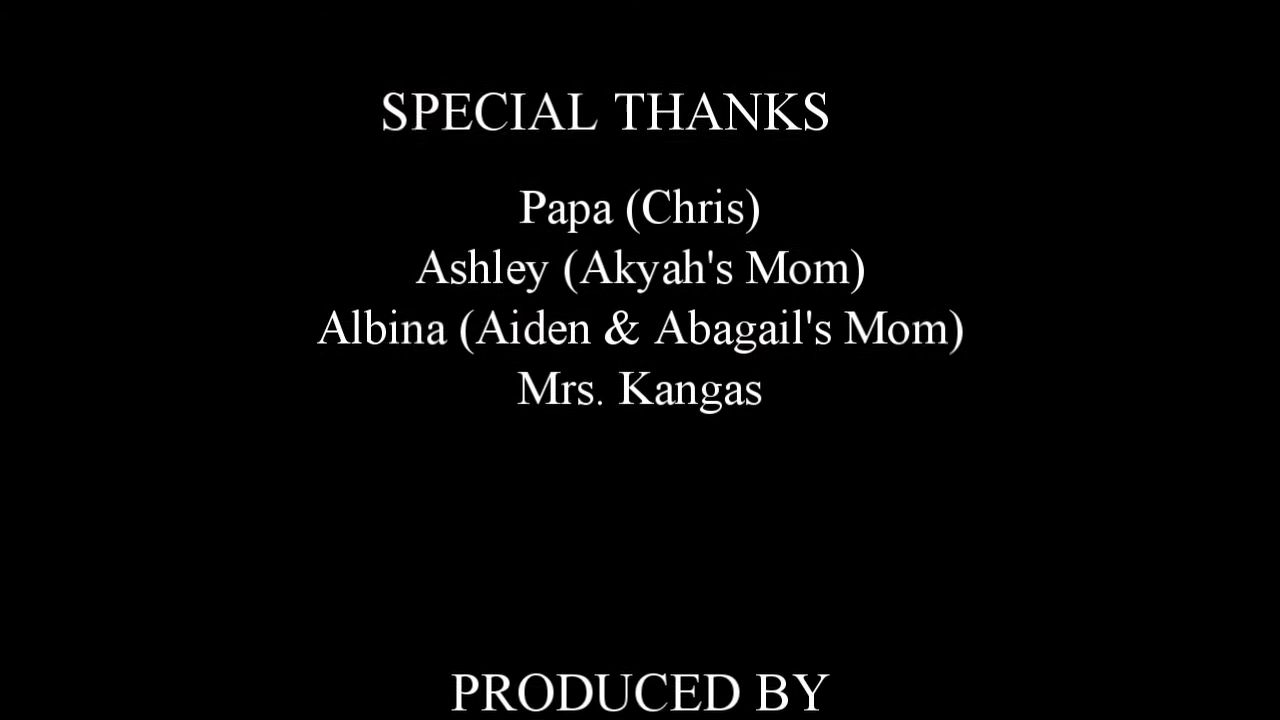 SPECIAL THANKS
Papa (Chris)
Ashley (Akyah's Mom)
Albina (Aiden & Abagail's Mom)
Mrs. Kangas
PRODUCED BY